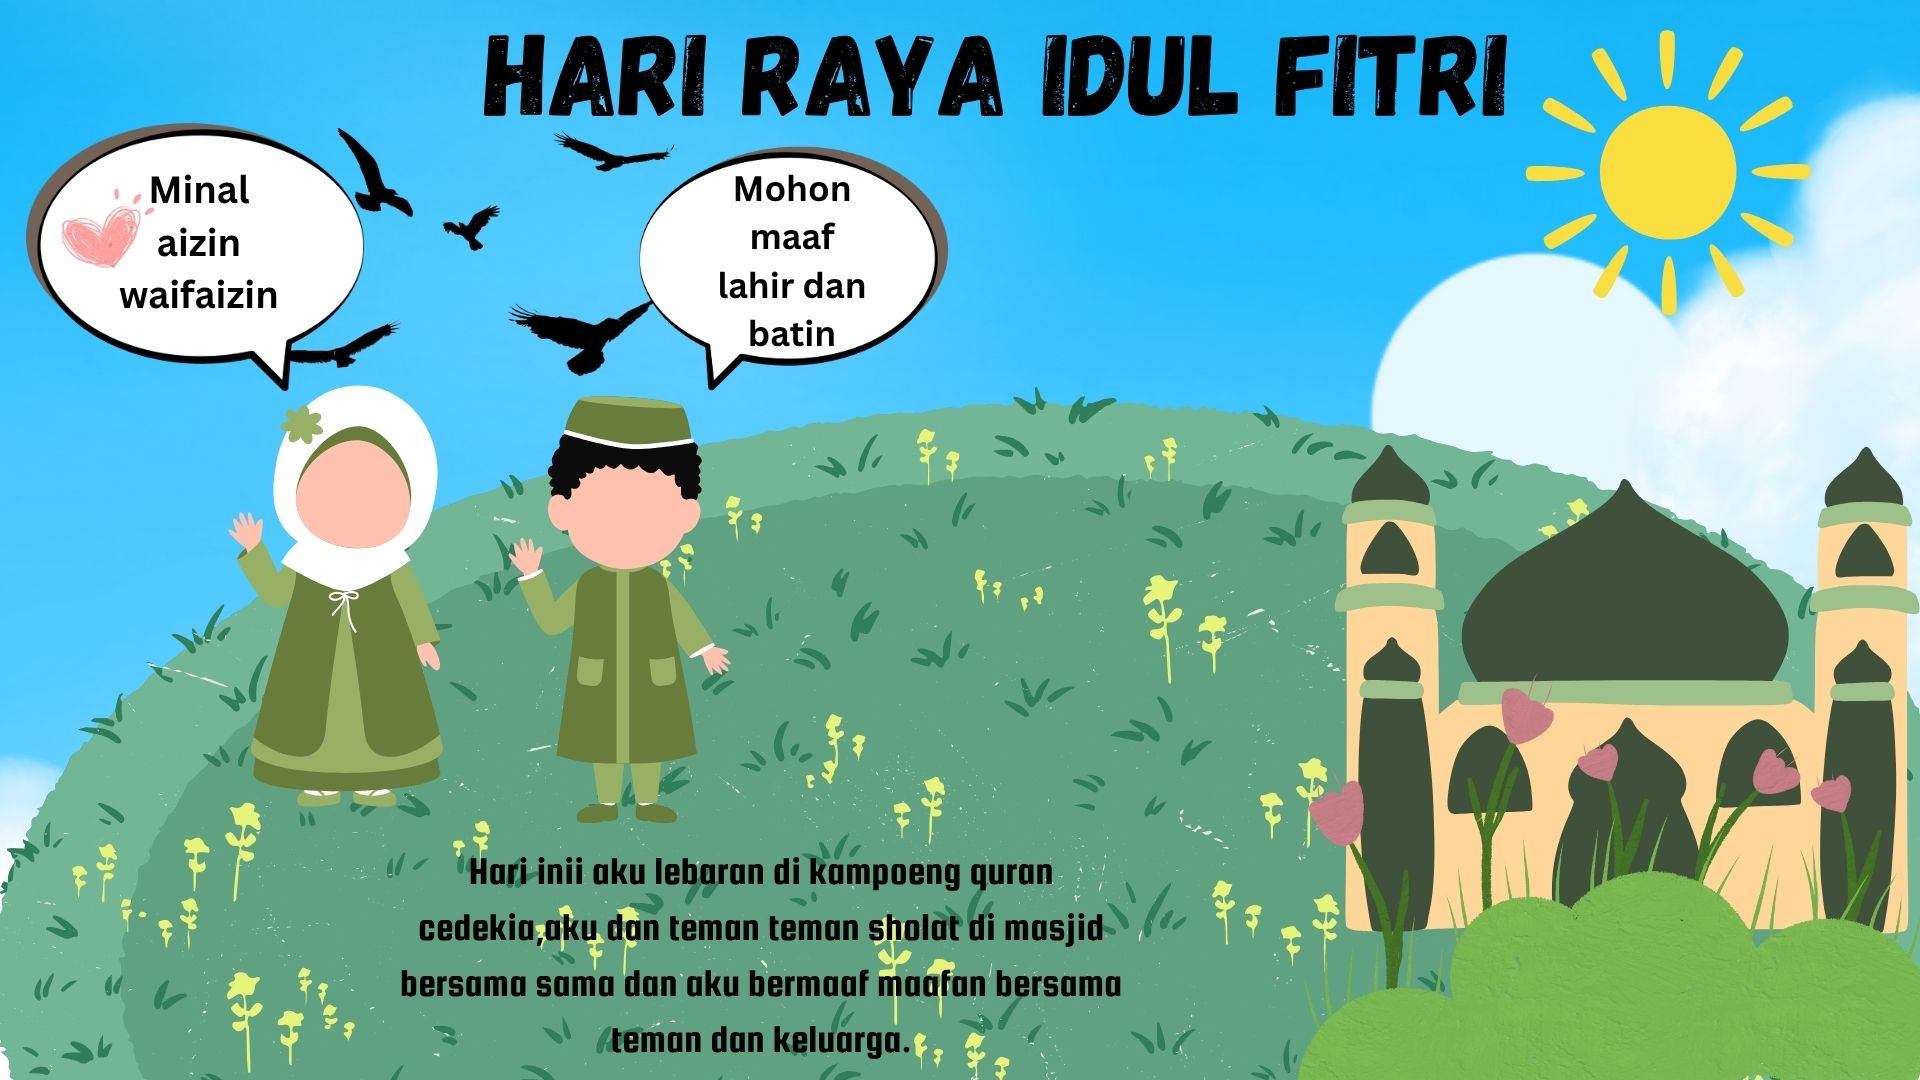 HARI RAYA IDUL FITRI
Minal
aizin
waifaizin
Mohon
maaf
lahir dan
batin
Hari inii aku lebaran di kampoeng quran
cedekia,aku dan teman teman sholat di masjid
bersama sama dan aku bermaaf maafan bersama
teman dan keluarga.